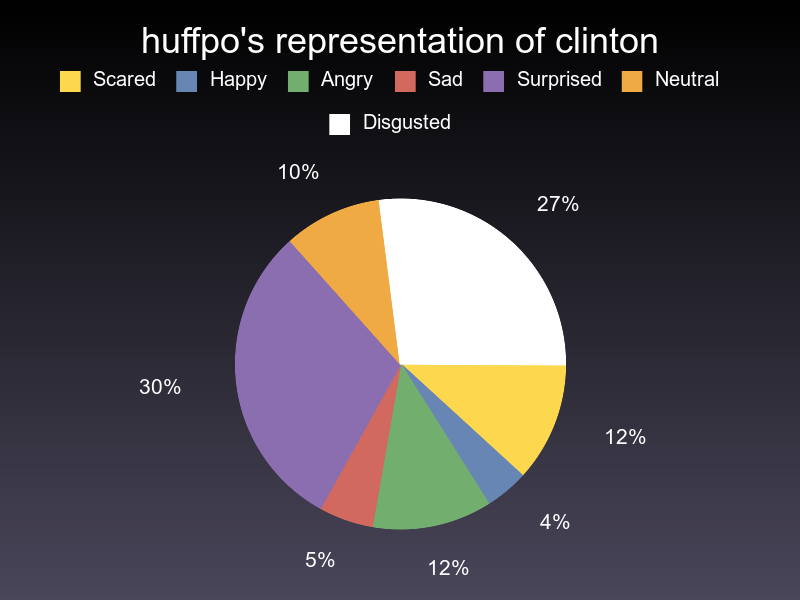 huffpo's representation of clinton
Scared Happy Angry Sad Surprised Neutral
Disgusted
10%
27%
30%
12%
4%
5%
12%